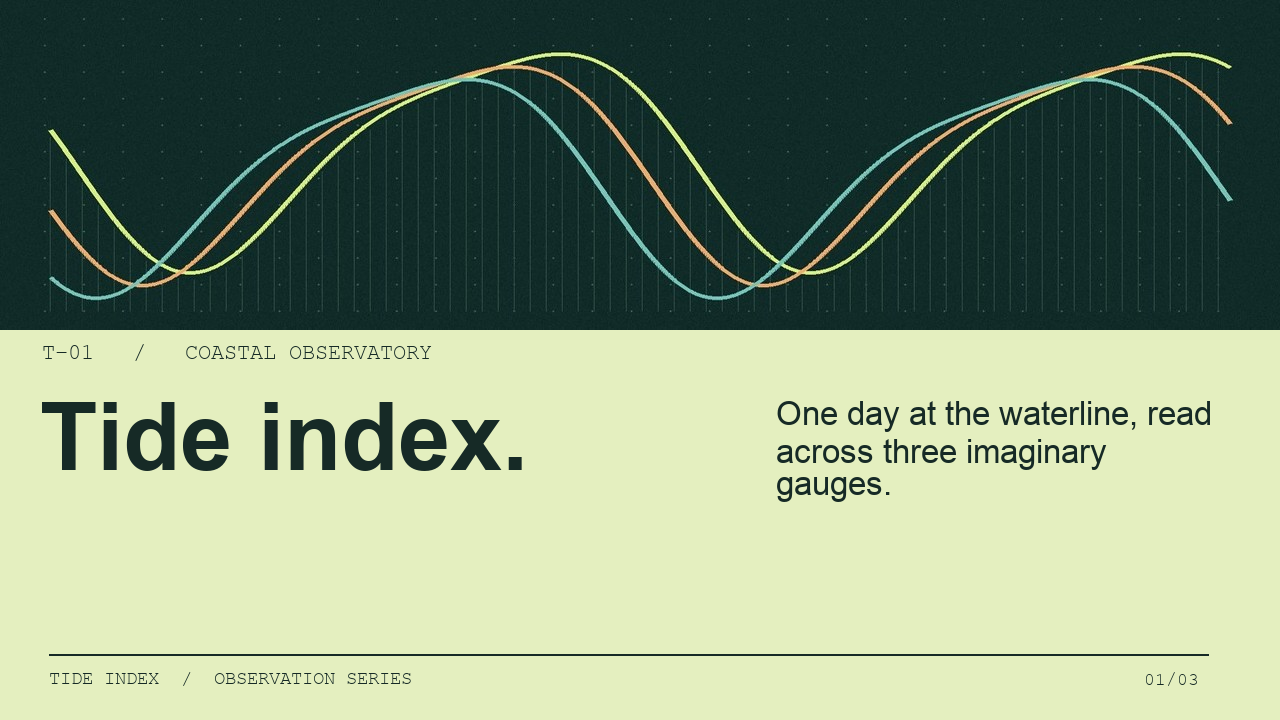 T–01 / COASTAL OBSERVATORY
Tide index.
One day at the waterline, read
across three imaginary
gauges.
TIDE INDEX / OBSERVATION SERIES
01/03